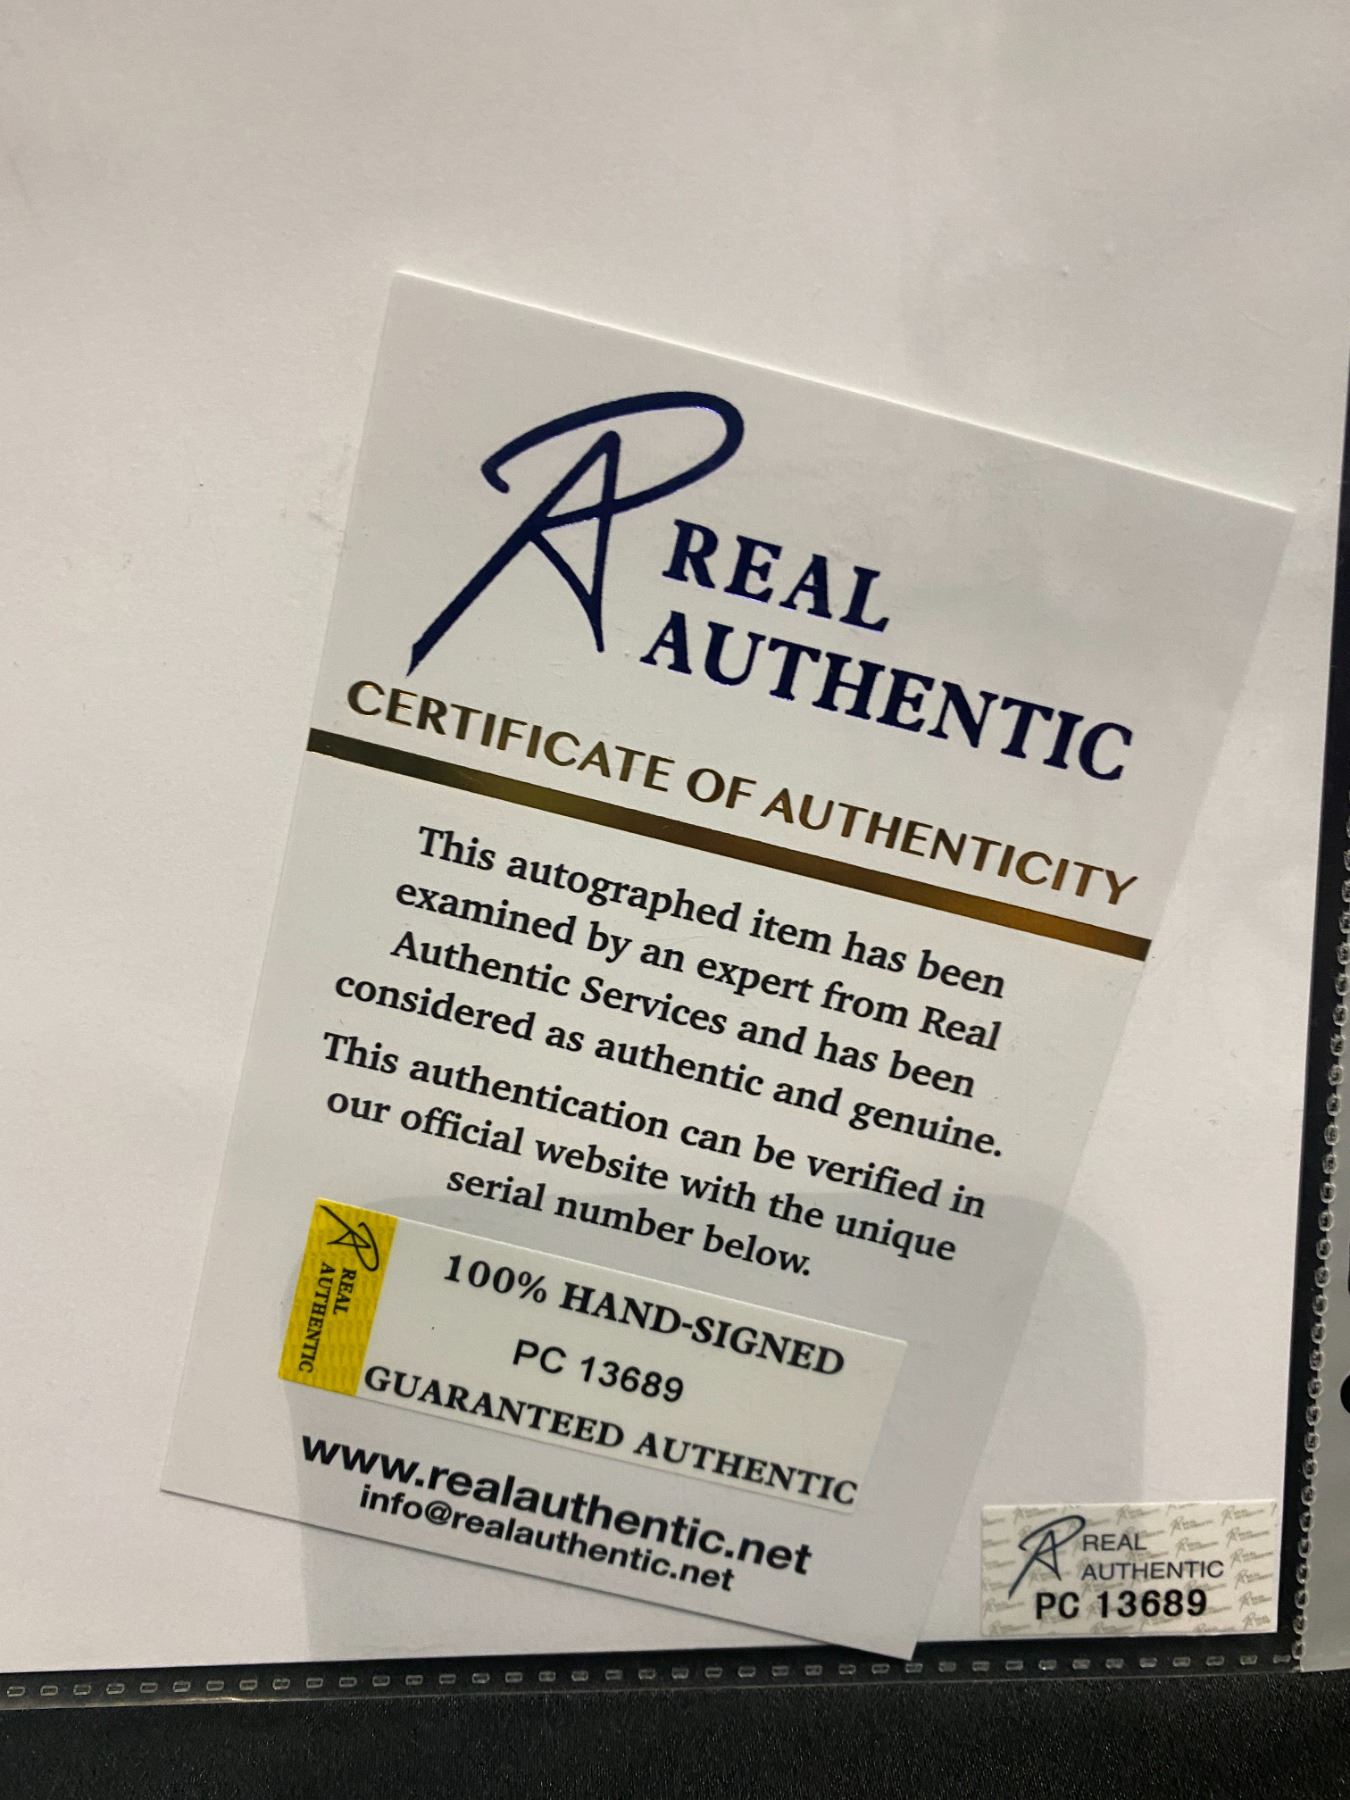 REAL
AUTHENTIC
CERTIFICATE OF AUTHENTICITY
This autographed item has been
examined by an expert from Real
Authentic Services and has been
considered as authentic and genuine.
This authentication can be verified in
our official website with the unique
serial number below.
REAL
AUTHENTIC
100% HAND-SIGNED
PC 13689
GUARANTEED AUTHENTIC
www.realauthentic.net
info@realauthentic.net
REAL
AUTHENTIC
PC 13689